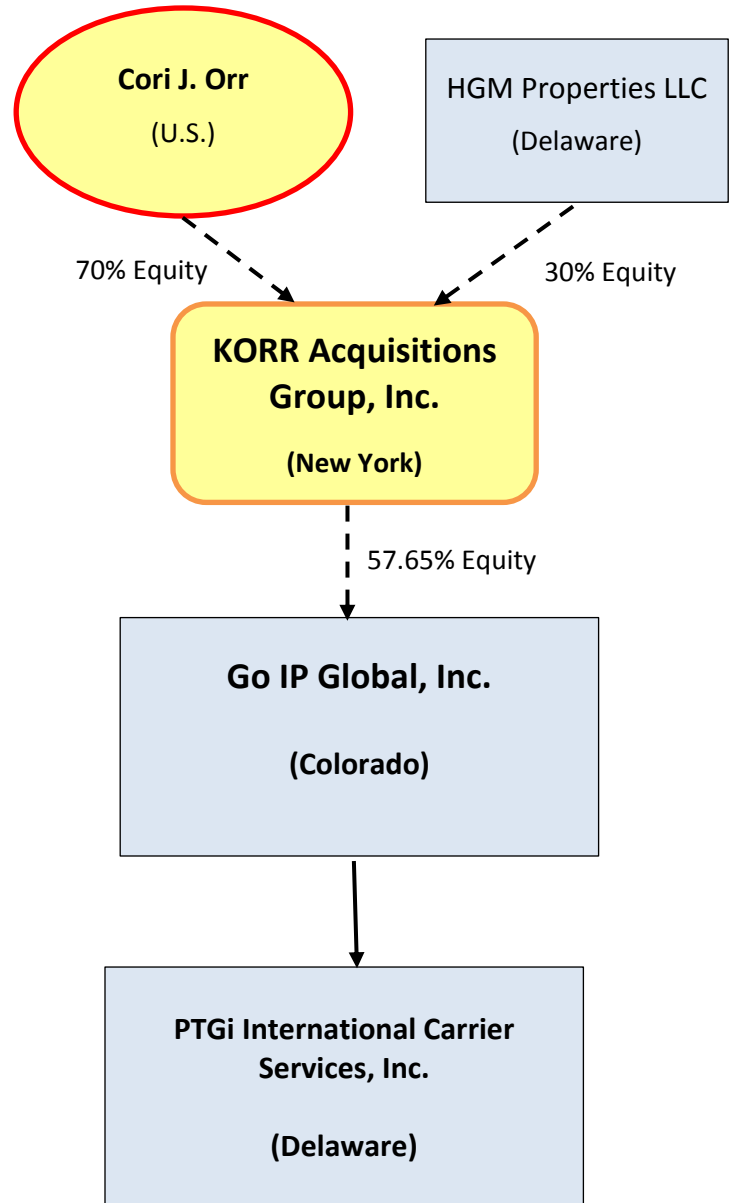 Cori J. Orr
(U.S.)
HGM Properties LLC
(Delaware)
70% Equity
30% Equity
KORR Acquisitions
Group, Inc.
(New York)
57.65% Equity
Go IP Global, Inc.
(Colorado)
PTGi International Carrier
Services, Inc.
(Delaware)